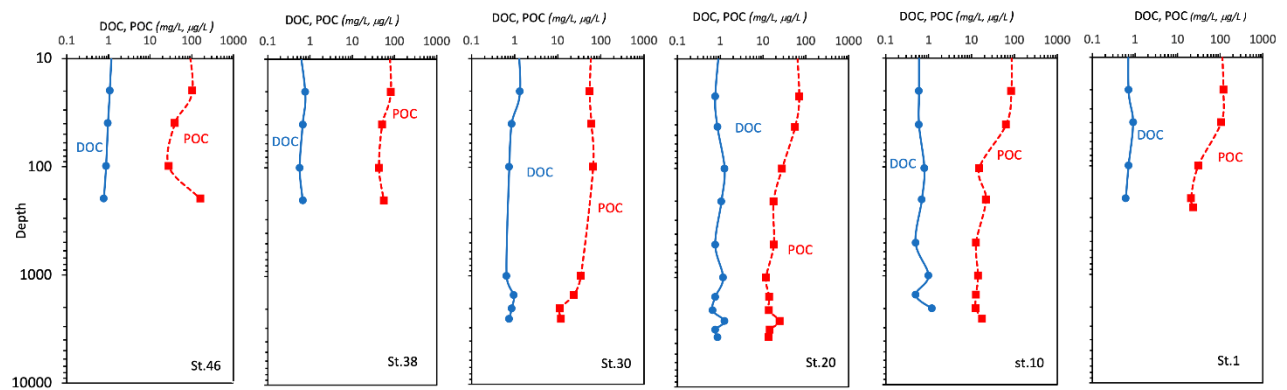 DOC, POC (mg/L, µg/L) DOC, POC (mg/L, µg/L) DOC, POC (mg/L, µg/L) DOC, POC (mg/L, µg/L) DOC, POC (mg/L, µg/L) DOC, POC (mg/L, µg/L)
0.1 1 10 100 1000 0.1 1 10 100 1000 0.1 1 10 100 1000 0.1 1 10 100 1000 0.1 1 10 100 1000 0.1 1 10 100 1000
10
100
1000
10000
Depth
DOC
POC
St.46
DOC
POC
St.38
DOC
POC
St.30
DOC
POC
St.20
DOC
POC
st.10
DOC
POC
St.1